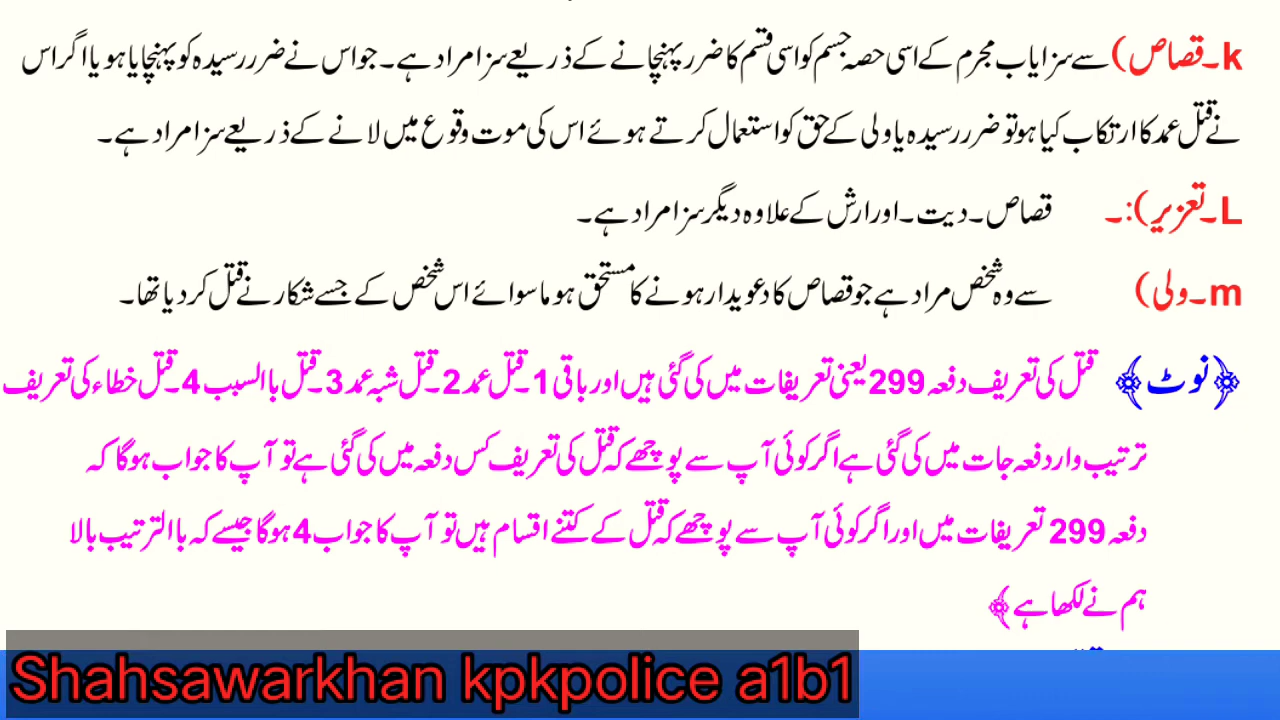 k۔قصاص) سے سزایاب مجرم کے اسی حصہ جسم کو اسی قسم کا ضرر پہنچانے کے ذریعے سزا مراد ہے۔ جو اس نے ضرر رسیدہ کو پہنچایا ہو یا اگر اس
نے قتل عمد کا ارتکاب کیا ہو تو ضرر رسیدہ یا ولی کے حق کو استعمال کرتے ہوئے اس کی موت وقوع میں لانے کے ذریعے سزا مراد ہے۔
L۔تعزیر):۔ قصاص۔دیت۔اور ارش کے علاوہ دیگر سزا مراد ہے۔
m۔ولی) سے وہ شخص مراد ہے جو قصاص کا دعویدار ہونے کا مستحق ہو ماسوائے اس شخص کے جسے شکار نے قتل کر دیا تھا۔
﴿نوٹ﴾ قتل کی تعریف دفعہ 299 یعنی تعریفات میں کی گئی ہیں اور باقی 1۔قتل عمد 2۔قتل شبہ عمد 3۔قتل باالسبب 4۔قتل خطاء کی تعریف
ترتیب وار دفعہ جات میں کی گئی ہے اگر کوئی آپ سے پوچھے کہ قتل کی تعریف کس دفعہ میں کی گئی ہے تو آپ کا جواب ہوگا کہ
دفعہ 299 تعریفات میں اور اگر کوئی آپ سے پوچھے کہ قتل کے کتنے اقسام ہیں تو آپ کا جواب 4 ہوگا جیسے کہ باالترتیب بالا
ہم نے لکھا ہے ﴾
Shahsawarkhan kpkpolice a1b1